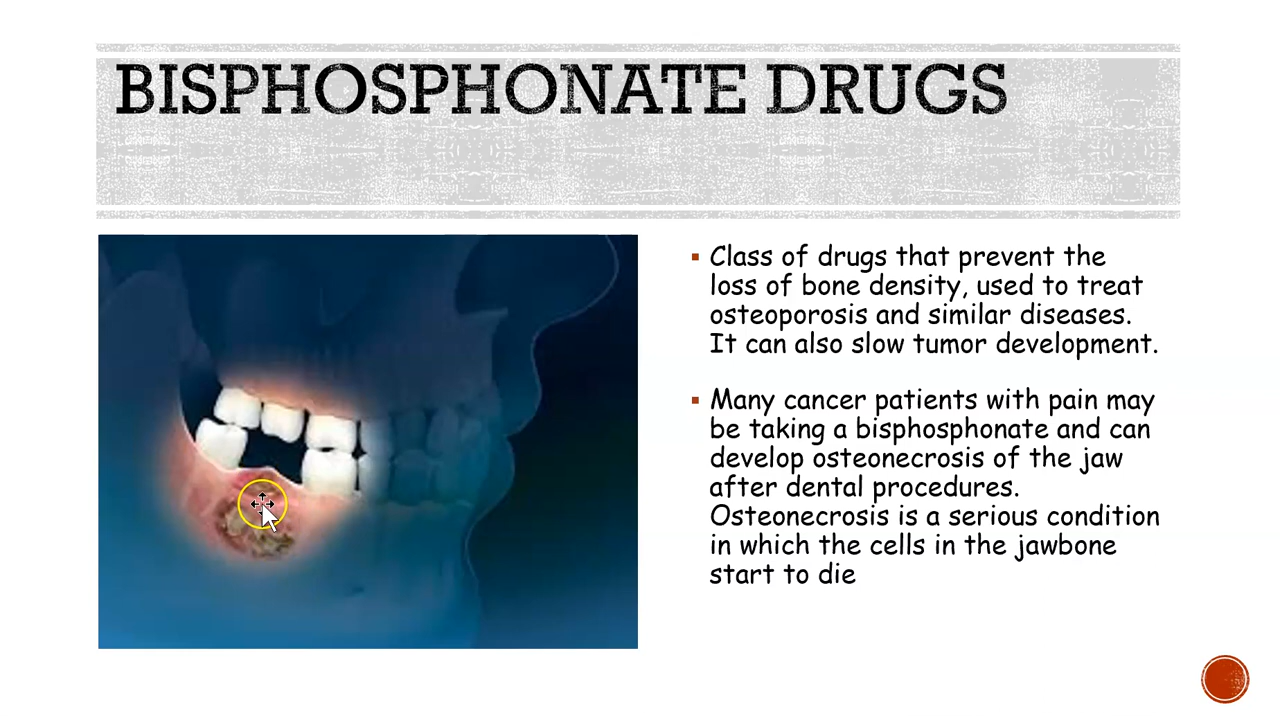 BISPHOSPHONATE DRUGS
Class of drugs that prevent the
loss of bone density, used to treat
osteoporosis and similar diseases.
It can also slow tumor development.
Many cancer patients with pain may
be taking a bisphosphonate and can
develop osteonecrosis of the jaw
after dental procedures.
Osteonecrosis is a serious condition
in which the cells in the jawbone
start to die